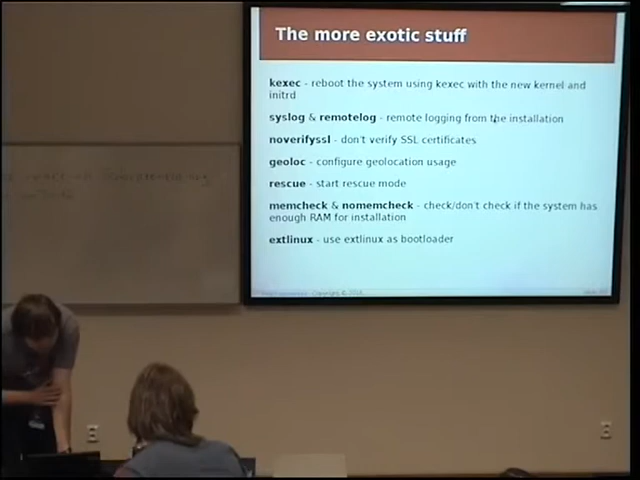 The more exotic stuff
kexec - reboot the system using kexec with the new kernel and
initrd
syslog & remotelog - remote logging from the installation
noverifyssl - don't verify SSL certificates
geoloc - configure geolocation usage
rescue - start rescue mode
memcheck & nomemcheck - check/don't check if the system has
enough RAM for installation
extlinux - use extlinux as bootloader